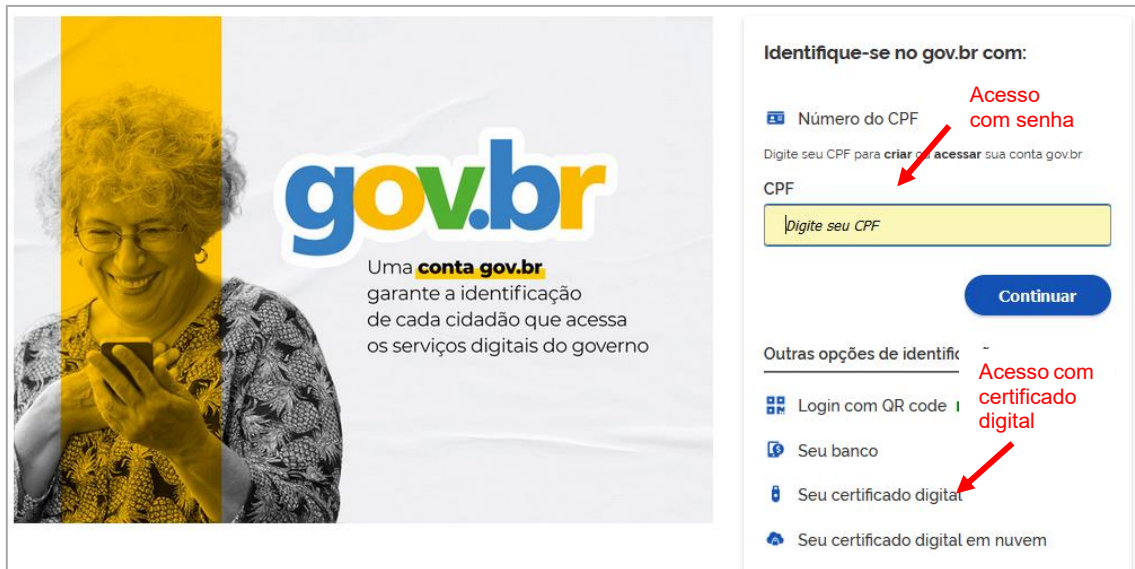 gov.br
Uma conta gov.br
garante a identificação
de cada cidadão que acessa
os serviços digitais do governo
Identifique-se no gov.br com:
Acesso
com senha
Número do CPF
Digite seu CPF para criar acessar sua conta gov.br
CPF
Digite seu CPF
Continuar
Outras opções de
Acesso com
certificado
digital
Login com QR code
Seu banco
Seu certificado digital
Seu certificado digital em nuvem